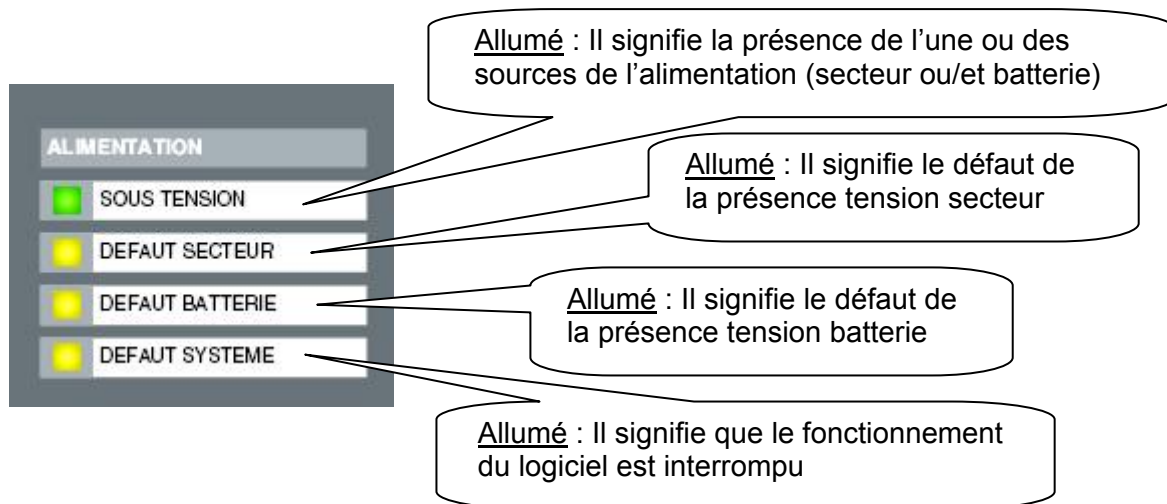 Allumé : Il signifie la présence de l’une ou des
sources de l’alimentation (secteur ou/et batterie)
ALIMENTATION
SOUS TENSION
Allumé : Il signifie le défaut de
la présence tension secteur
DEFAUT SECTEUR
DEFAUT BATTERIE
Allumé : Il signifie le défaut de
la présence tension batterie
DEFAUT SYSTEME
Allumé : Il signifie que le fonctionnement
du logiciel est interrompu